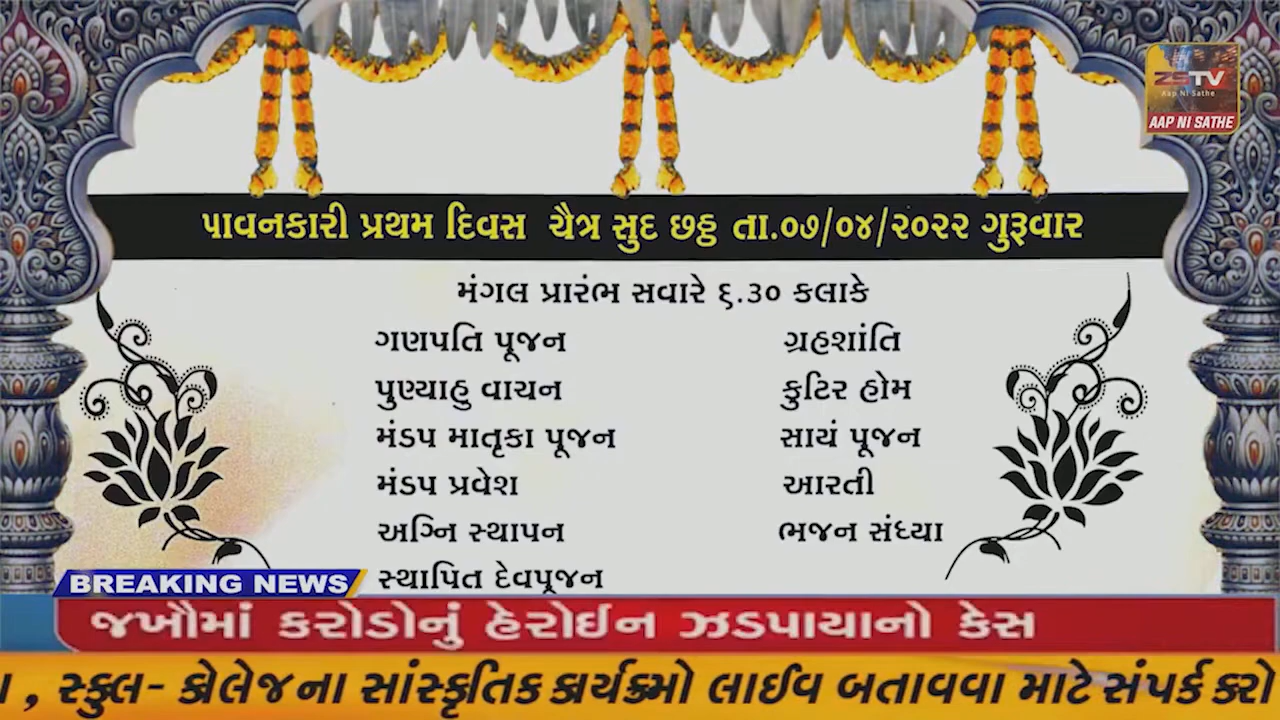 ZSTV
Aap Ni Sathe
AAP NI SATHE
પાવનકારી પ્રથમ દિવસ ચૈત્ર સુદ છઠ્ઠ તા.૦૭/૦૪/૨૦૨૨ ગુરૂવાર
મંગલ પ્રારંભ સવારે ૬.૩૦ કલાકે
ગણપતિ પૂજન
પુણ્યાહુ વાચન
મંડપ માતૃકા પૂજન
મંડપ પ્રવેશ
અગ્નિ સ્થાપન
સ્થાપિત દેવપૂજન
ગ્રહશાંતિ
કુટિર હોમ
સાયં પૂજન
આરતી
ભજન સંધ્યા
BREAKING NEWS
જખૌમાં કરોડોનું હેરોઈન ઝડપાયાનો કેસ
, સ્કુલ- કોલેજના સાંસ્કૃતિક કાર્યક્રમો લાઈવ બતાવવા માટે સંપર્ક કરો